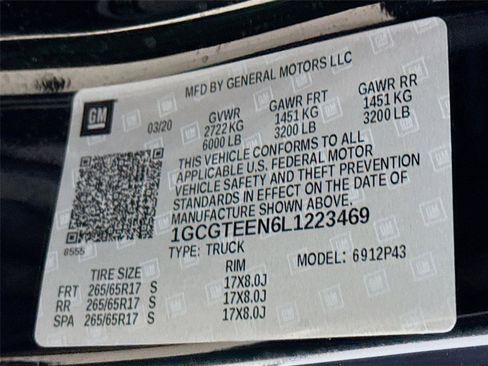 MFD BY GENERAL MOTORS LLC
GM
03/20
GVWR GAWR FRT GAWR RR
2722 KG 1451 KG 1451 KG
6000 LB 3200 LB 3200 LB
THIS VEHICLE CONFORMS TO ALL
APPLICABLE U.S. FEDERAL MOTOR
VEHICLE SAFETY AND THEFT PREVENTION
STANDARDS IN EFFECT ON THE DATE OF
MANUFACTURE SHOWN ABOVE.
1GCGTEEN6L1223469
8555
TYPE: TRUCK MODEL: 6912P43
TIRE SIZE RIM
FRT 265/65R17 S 17X8.0J
RR 265/65R17 S 17X8.0J
SPA 265/65R17 S 17X8.0J